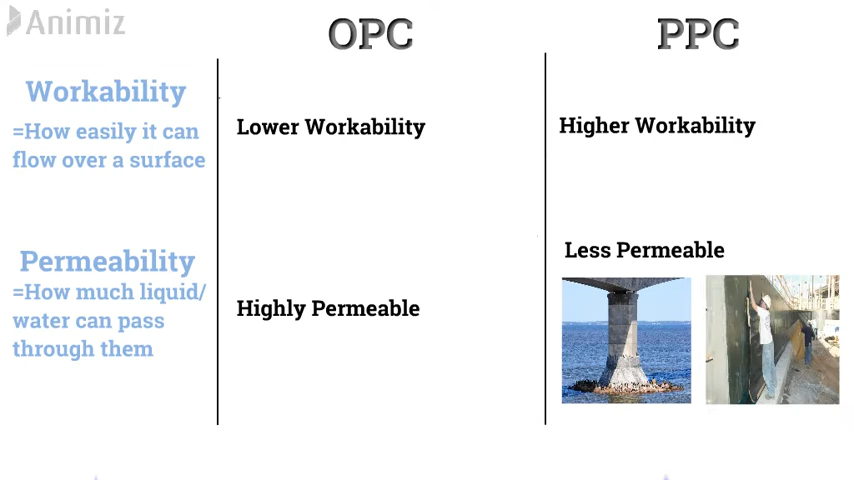 Animiz
OPC
PPC
Workability
=How easily it can
flow over a surface
Lower Workability
Higher Workability
Permeability
=How much liquid/
water can pass
through them
Highly Permeable
Less Permeable